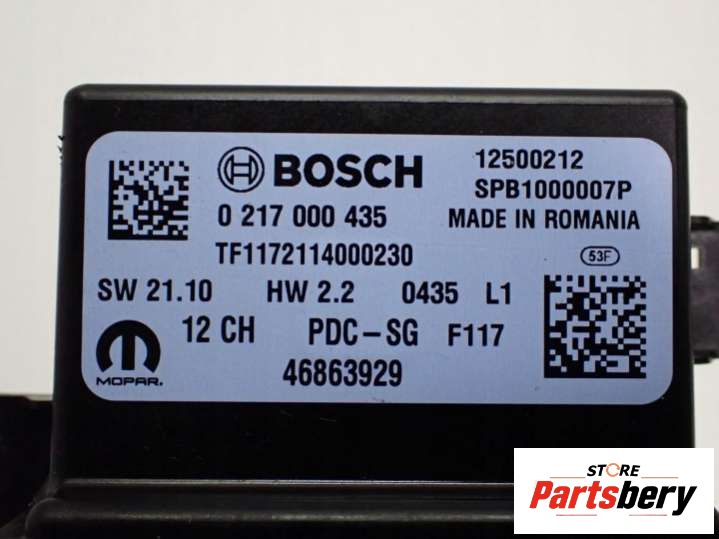 BOSCH
12500212
SPB1000007P
0 217 000 435
MADE IN ROMANIA
TF1172114000230
53F
SW 21.10 HW 2.2 0435 L1
12 CH PDC-SG F117
MOPAR.
46863929
STORE
Partsbery